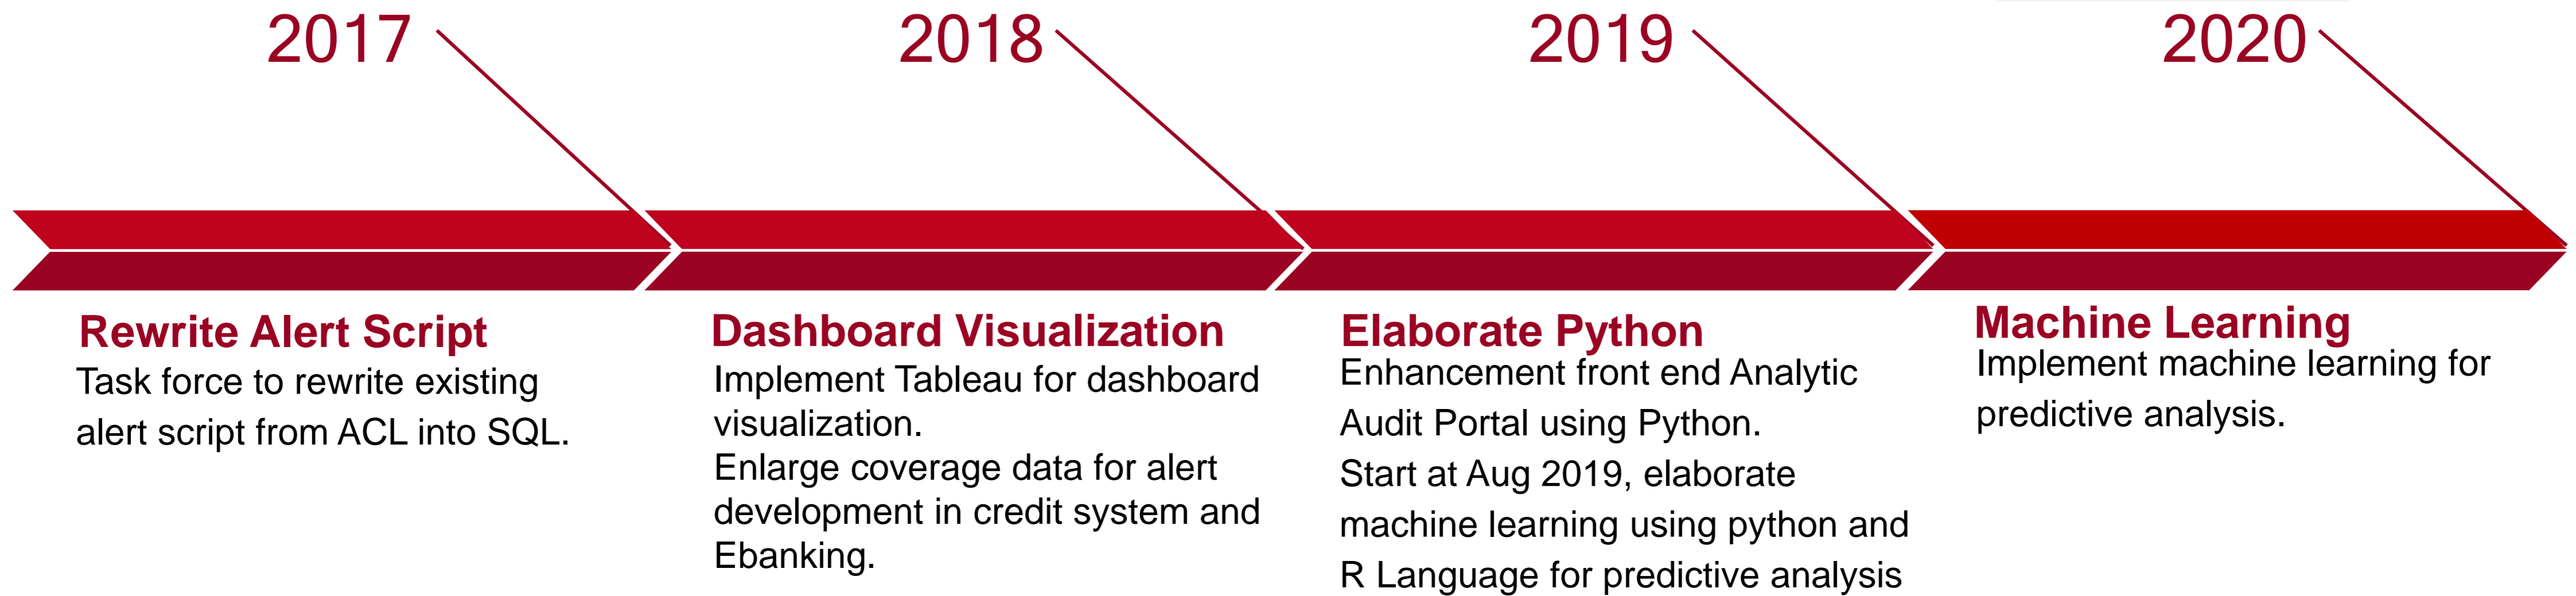 2017
2018
2019
2020
Rewrite Alert Script
Task force to rewrite existing
alert script from ACL into SQL.
Dashboard Visualization
Implement Tableau for dashboard
visualization.
Enlarge coverage data for alert
development in credit system and
Ebanking.
Elaborate Python
Enhancement front end Analytic
Audit Portal using Python.
Start at Aug 2019, elaborate
machine learning using python and
R Language for predictive analysis
Machine Learning
Implement machine learning for
predictive analysis.